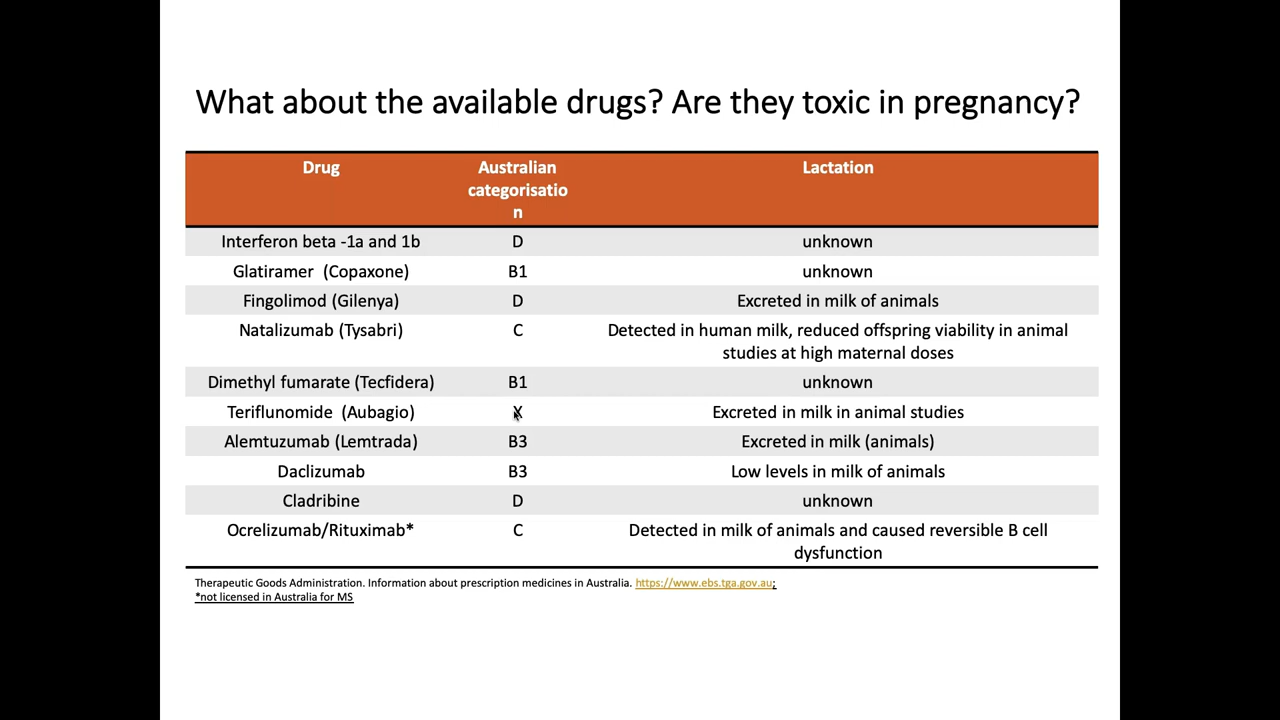 What about the available drugs? Are they toxic in pregnancy?
Drug Australian categorisatio n Lactation
Interferon beta -1a and 1b D unknown
Glatiramer (Copaxone) B1 unknown
Fingolimod (Gilenya) D Excreted in milk of animals
Natalizumab (Tysabri) C Detected in human milk, reduced offspring viability in animal
studies at high maternal doses
Dimethyl fumarate (Tecfidera) B1 unknown
Teriflunomide (Aubagio) X Excreted in milk in animal studies
Alemtuzumab (Lemtrada) B3 Excreted in milk (animals)
Daclizumab B3 Low levels in milk of animals
Cladribine D unknown
Ocrelizumab/Rituximab* C Detected in milk of animals and caused reversible B cell
dysfunction
Therapeutic Goods Administration. Information about prescription medicines in Australia. https://www.ebs.tga.gov.au;
*not licensed in Australia for MS